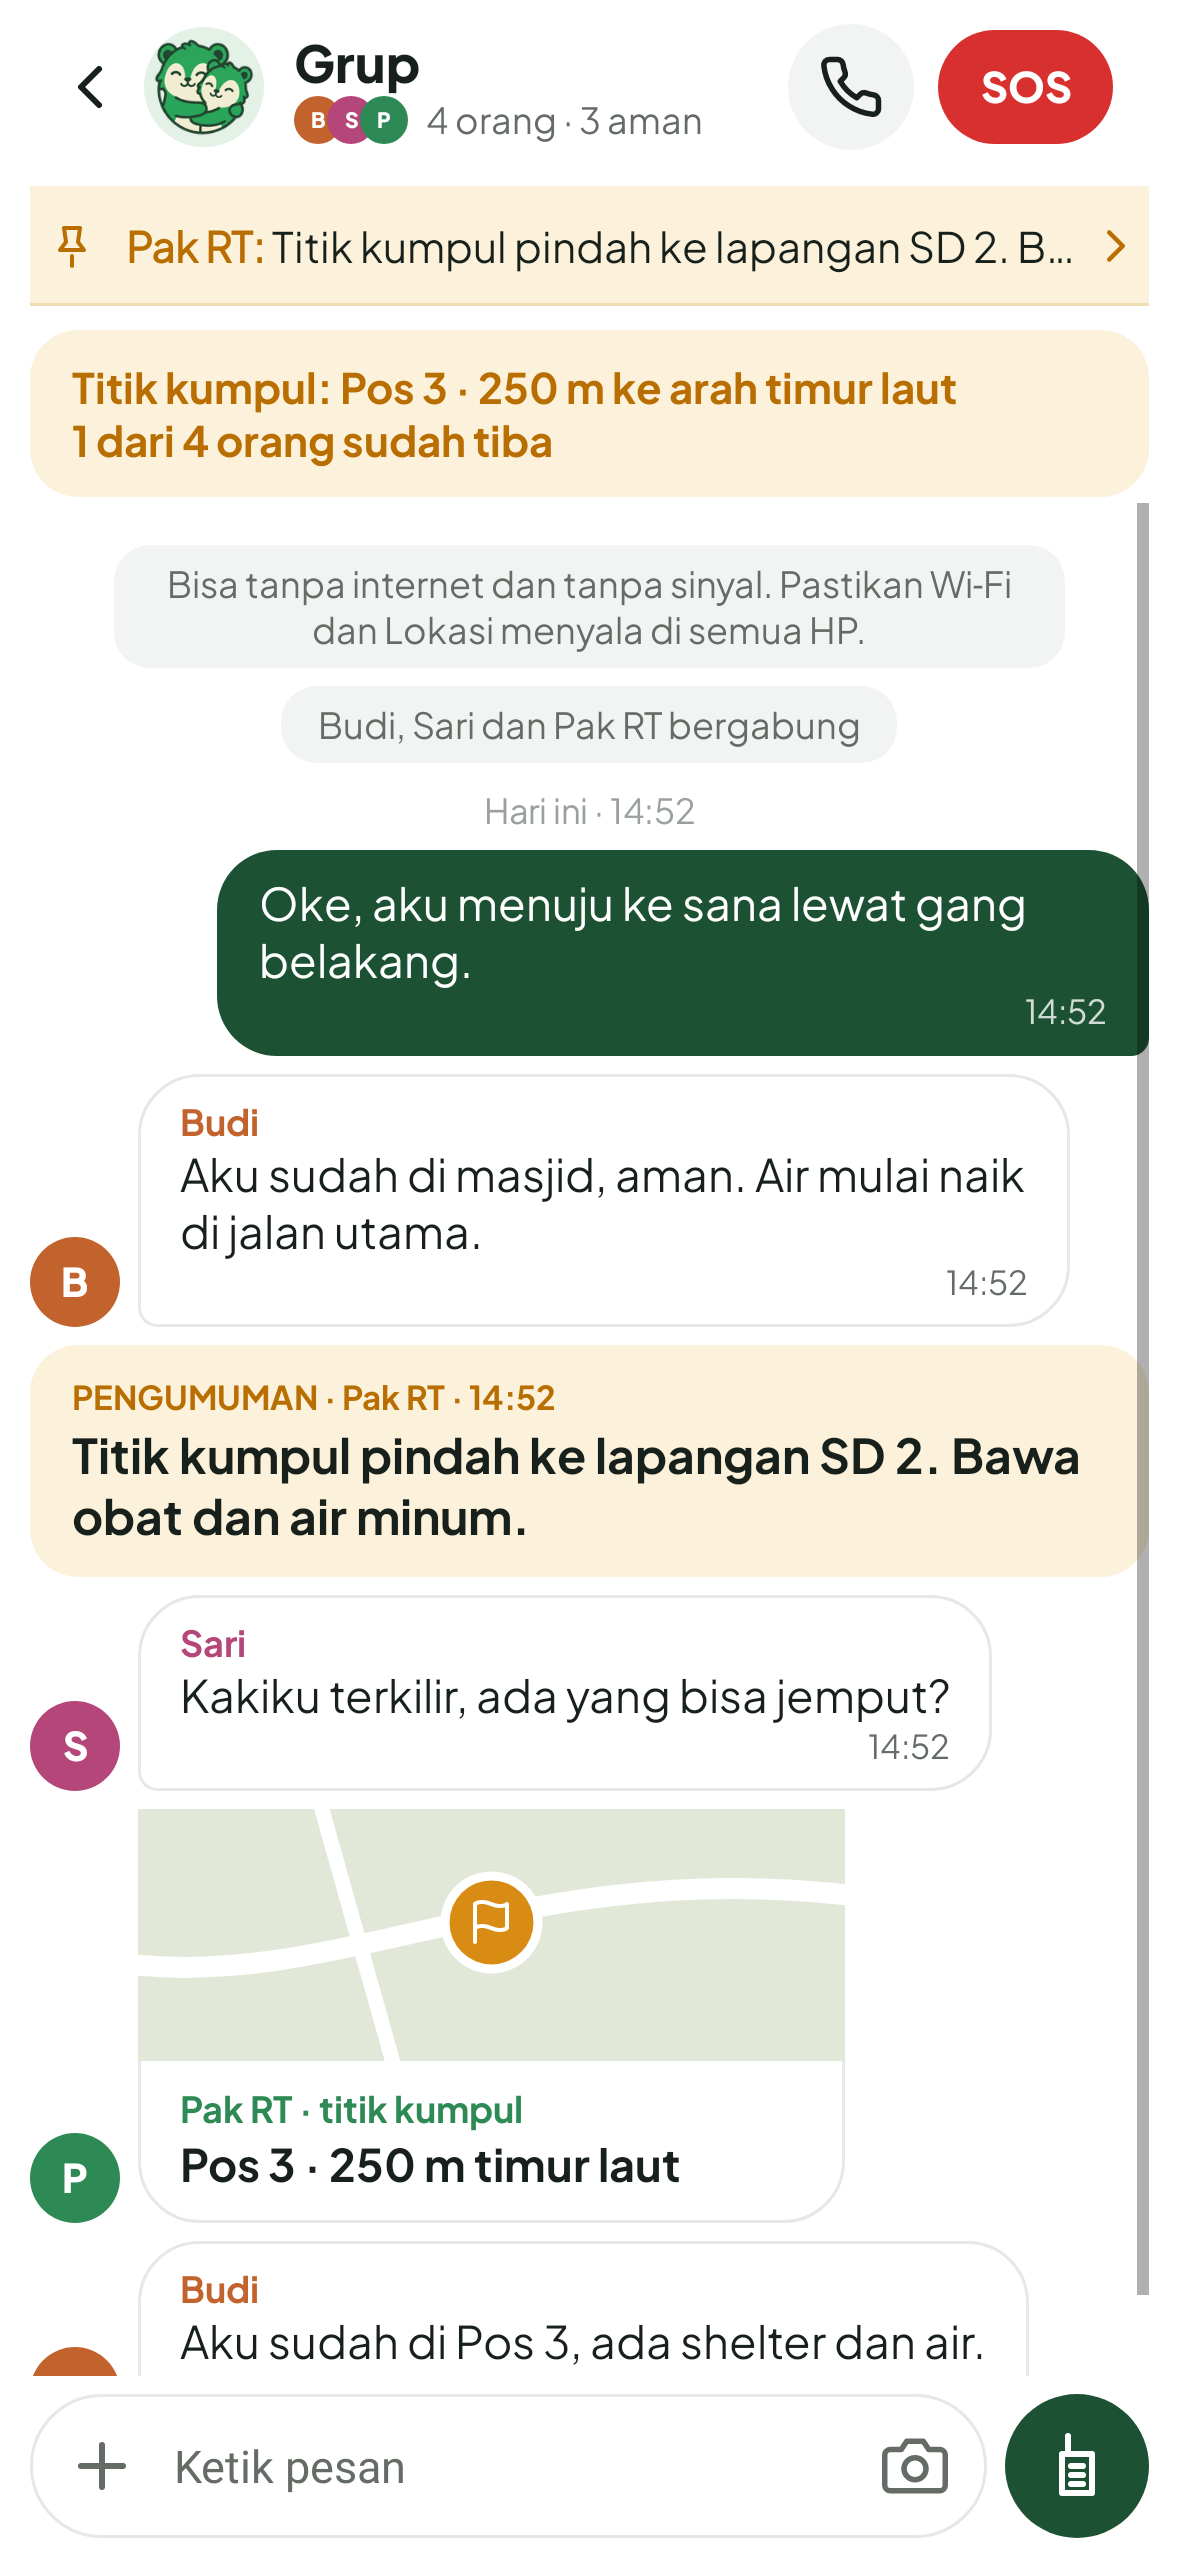 Grup
B S P 4 orang · 3 aman
SOS
Pak RT: Titik kumpul pindah ke lapangan SD 2. B...
Titik kumpul: Pos 3 · 250 m ke arah timur laut
1 dari 4 orang sudah tiba
Bisa tanpa internet dan tanpa sinyal. Pastikan Wi-Fi
dan Lokasi menyala di semua HP.
Budi, Sari dan Pak RT bergabung
Hari ini · 14:52
Oke, aku menuju ke sana lewat gang
belakang.
14:52
Budi
Aku sudah di masjid, aman. Air mulai naik
di jalan utama.
14:52
B
PENGUMUMAN · Pak RT · 14:52
Titik kumpul pindah ke lapangan SD 2. Bawa
obat dan air minum.
Sari
Kakiku terkilir, ada yang bisa jemput?
14:52
S
Pak RT · titik kumpul
Pos 3 · 250 m timur laut
P
Budi
Aku sudah di Pos 3, ada shelter dan air.
Ketik pesan